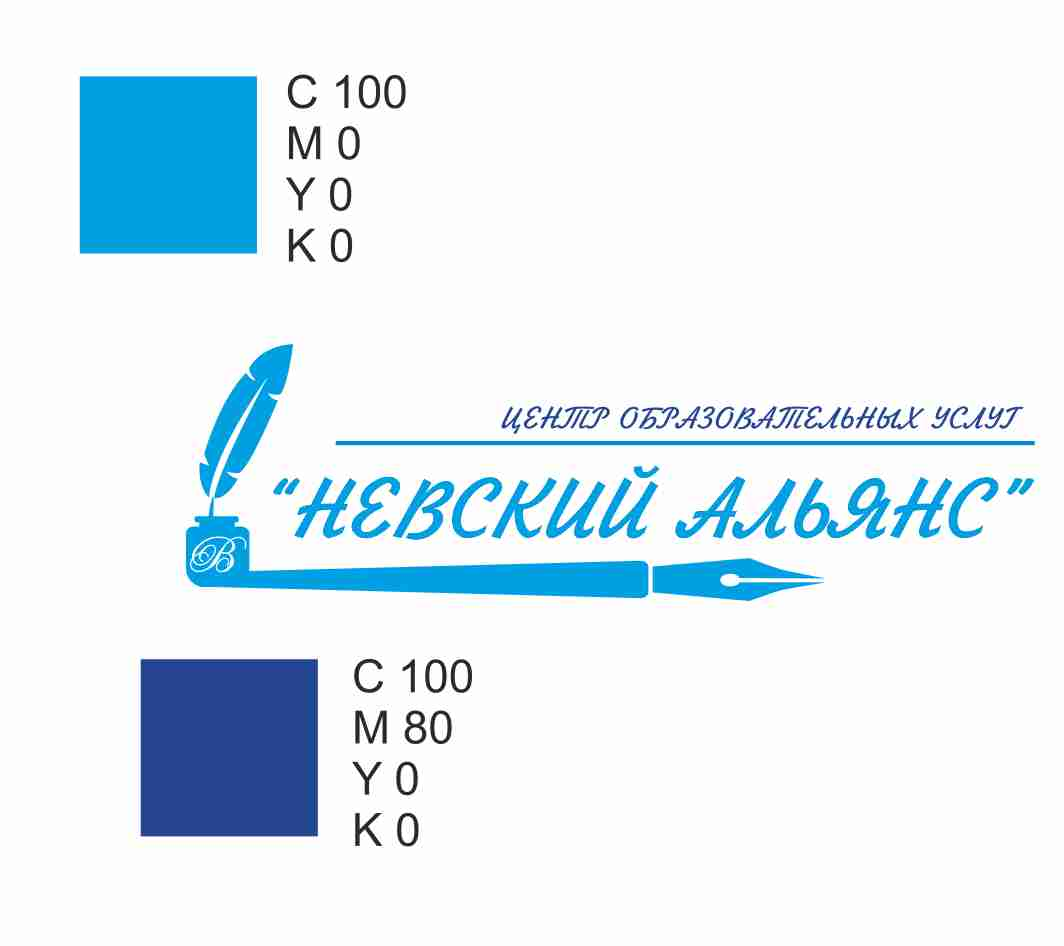 C 100
M 0
Y 0
K 0
ЦЕНТР ОБРАЗОВАТЕЛЬНЫХ УСЛУГ
“НЕВСКИЙ АЛЬЯНС”
В
C 100
M 80
Y 0
K 0